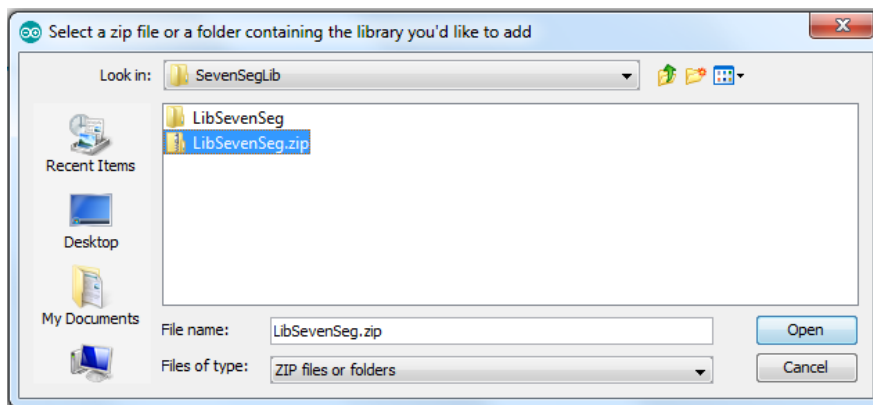 Select a zip file or a folder containing the library you'd like to add
Look in:
SevenSegLib
LibSevenSeg
LibSevenSeg.zip
Recent Items
Desktop
My Documents
File name:
LibSevenSeg.zip
Open
Files of type:
ZIP files or folders
Cancel